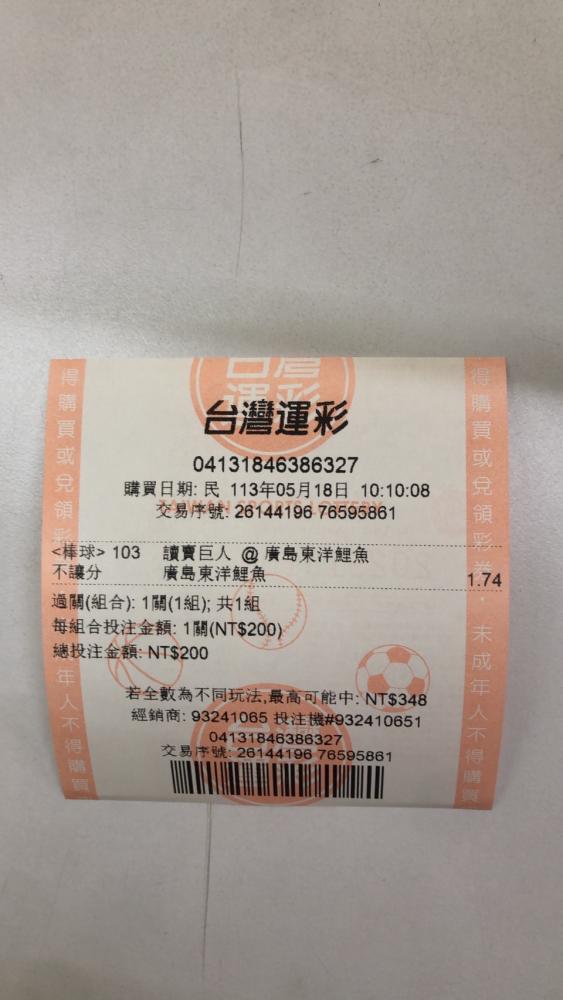 台灣運彩
台灣運彩
04131846386327
購買日期: 民 113年05月18日 10:10:08
TAIWAN SPORTS LOTTERY
交易序號: 26144196 76595861
<棒球> 103 讀賣巨人 @ 廣島東洋鯉魚
不讓分 廣島東洋鯉魚 1.74
過關(組合): 1關(1組); 共1組
每組合投注金額: 1關(NT$200)
總投注金額: NT$200
若全數為不同玩法,最高可能中: NT$348
經銷商: 93241065 投注機#932410651
04131846386327
交易序號: 26144196 76595861
得購買或兌領彩
年人不得購買
得購買或兌領彩券．未成年人不得購買